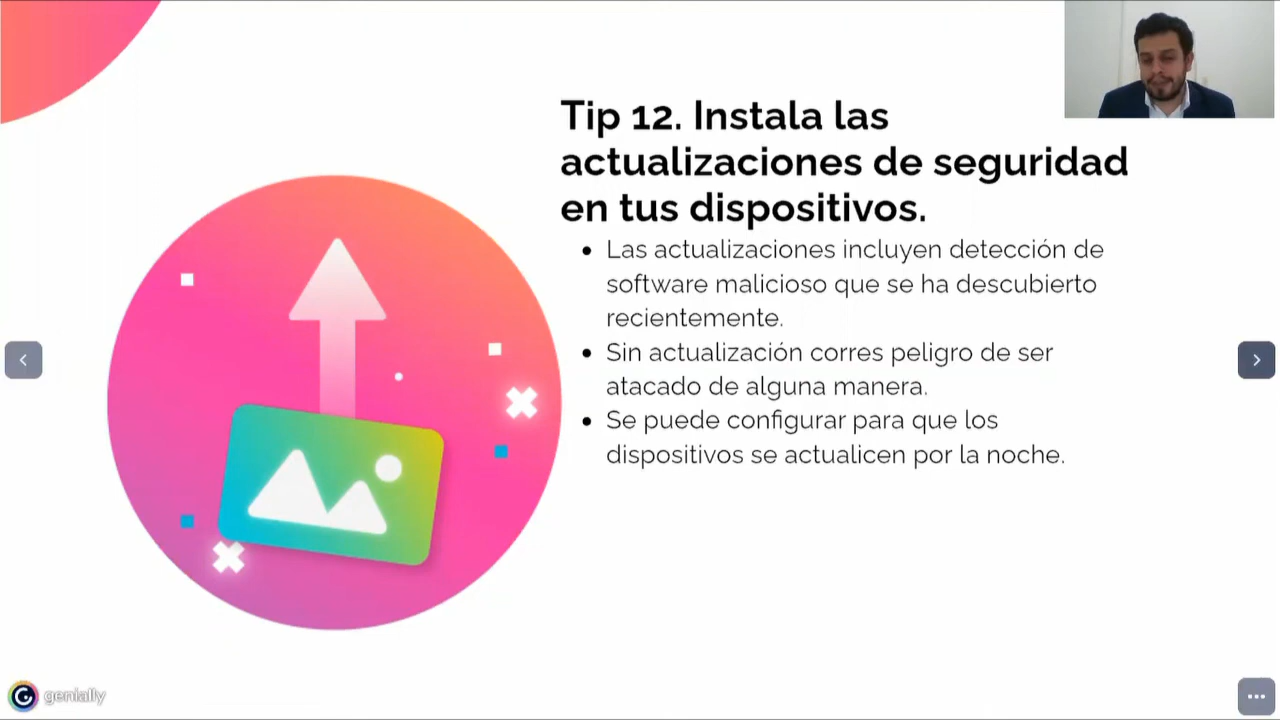 Tip 12. Instala las
actualizaciones de seguridad
en tus dispositivos.
• Las actualizaciones incluyen detección de
software malicioso que se ha descubierto
recientemente.
• Sin actualización corres peligro de ser
atacado de alguna manera.
• Se puede configurar para que los
dispositivos se actualicen por la noche.
genially